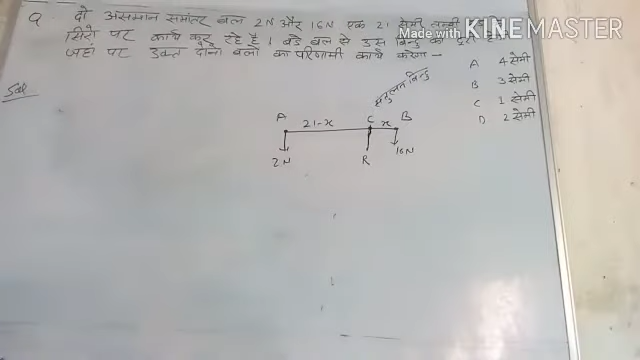 Made with KINEMASTER
Q. दो असमान समांतर बल 2N और 16N एक 21 सेमी लम्बी
सिरों पर कार्य कर रहे है। बडे बल से उस बिन्दु की दूरी
जहां पर उक्त दोनो बलों का परिणामी कार्य करेगा -
A 4 सेमी
B 3 सेमी
C 1 सेमी
D 2 सेमी
Sol
संतुलन बिन्दु
A 21-x C x B
2N R 16N